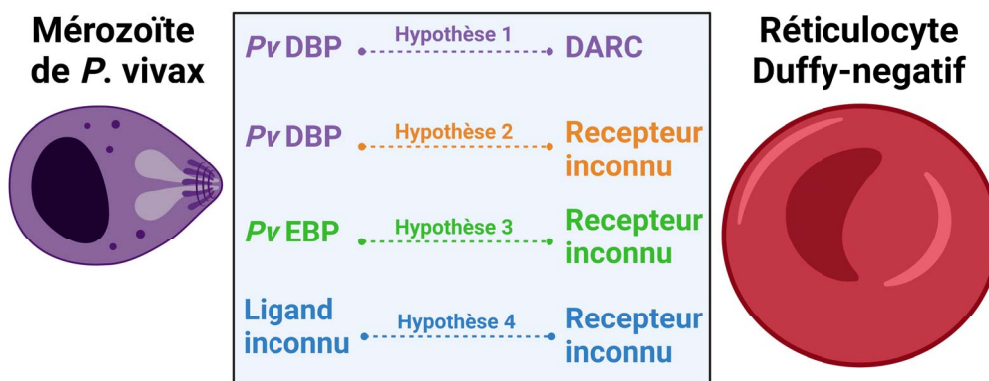 Mérozoïte
de P. vivax
Pv DBP
Hypothèse 1
DARC
Pv DBP
Hypothèse 2
Recepteur
inconnu
Pv EBP
Hypothèse 3
Recepteur
inconnu
Ligand
inconnu
Hypothèse 4
Recepteur
inconnu
Réticulocyte
Duffy-negatif